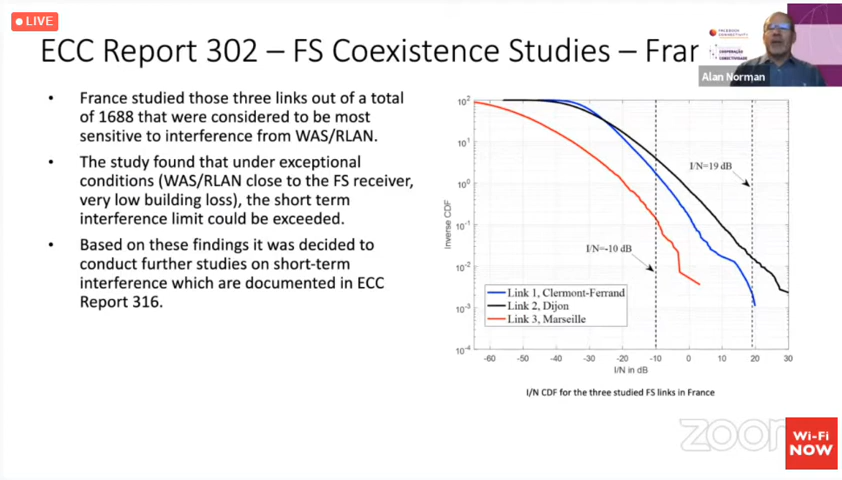 LIVE
ECC Report 302 – FS Coexistence Studies – Fran
Alan Norman
• France studied those three links out of a total
of 1688 that were considered to be most
sensitive to interference from WAS/RLAN.
• The study found that under exceptional
conditions (WAS/RLAN close to the FS receiver,
very low building loss), the short term
interference limit could be exceeded.
• Based on these findings it was decided to
conduct further studies on short-term
interference which are documented in ECC
Report 316.
10²
10¹
10⁰
10⁻¹
10⁻²
10⁻³
10⁻⁴
Inverse CDF
I/N=19 dB
I/N=-10 dB
Link 1, Clermont-Ferrand
Link 2, Dijon
Link 3, Marseille
-60 -50 -40 -30 -20 -10 0 10 20 30
I/N in dB
I/N CDF for the three studied FS links in France
zoom
Wi-Fi
NOW